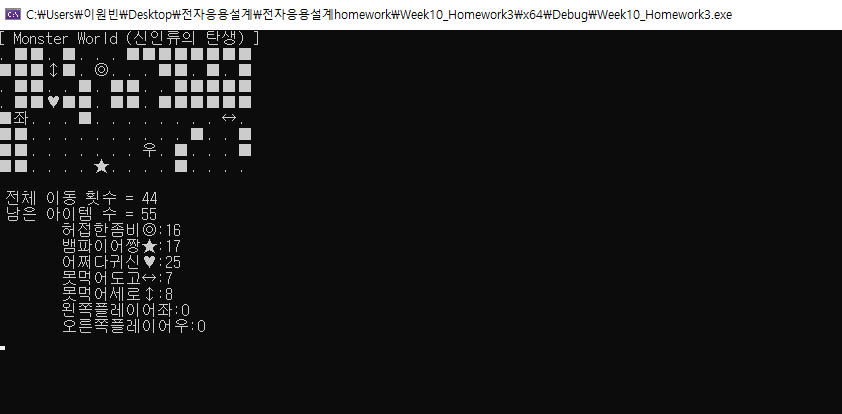 C:\Users\이원빈\Desktop\전자응용설계\전자응용설계homework\Week10_Homework3\x64\Debug\Week10_Homework3.exe
[ Monster World (신인류의 탄생) ]
. ■■. ■. . . ■■■■■■■■
■■■↕■. ◎. . . ■■. ■. ■
. ■■. . ■. ■■. . ■■■■■
. ■■♥■■. ■■. ■■■■■■
■좌. . . ■. . . . . . . . ↔.
■■. . . . . . . . . . ■. . ■
■■. . . . . . . 우. ■. . . ■
■■. . . . ★. . . . ■. . . .
전체 이동 횟수 = 44
남은 아이템 수 = 55
허접한좀비◎:16
뱀파이어짱★:17
어쩌다귀신♥:25
못먹어도고↔:7
못먹어세로↕:8
왼쪽플레이어좌:0
오른쪽플레이어우:0